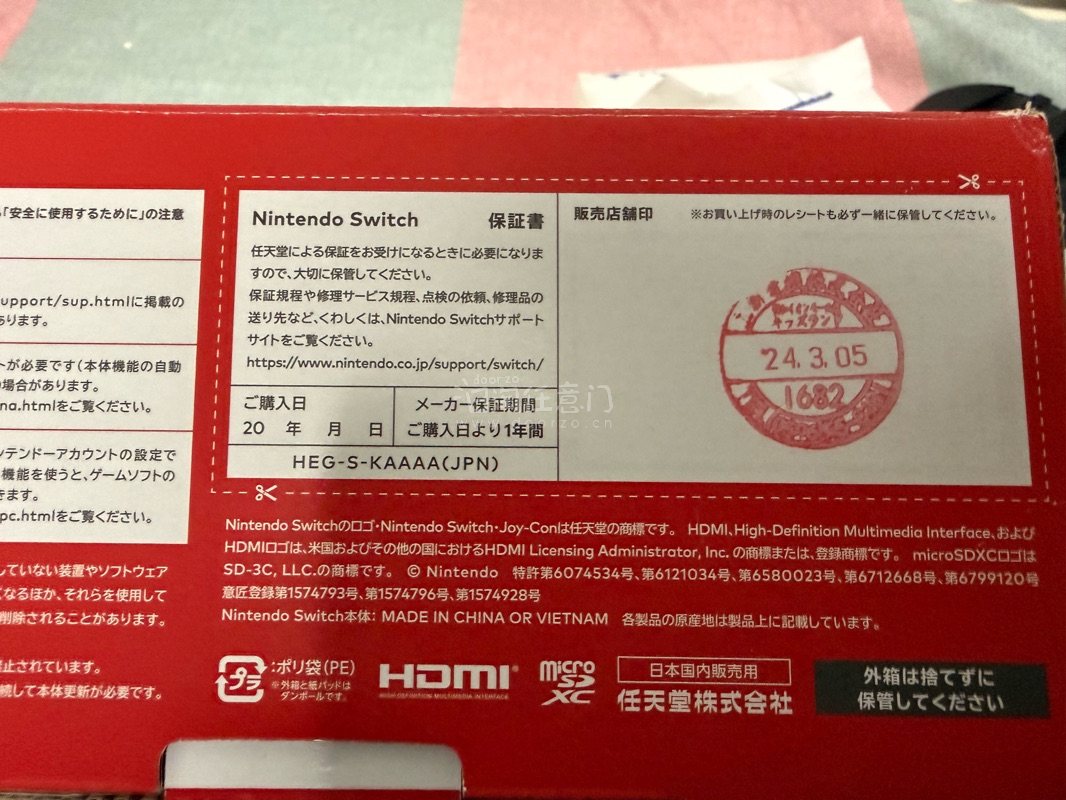 「安全に使用するために」の注意
upport/sup.htmlに掲載の
あります。
トが必要です(本体機能の自動
場合があります。
na.htmlをご覧ください。
ンテンドーアカウントの設定で
機能を使うと、ゲームソフトの
きます。
pc.htmlをご覧ください。
していない装置やソフトウェア
くなるほか、それらを使用して
削除されることがあります。
禁止されています。
続して本体更新が必要です。
Nintendo Switch 保証書
任天堂による保証をお受けになるときに必要になりま
すので、大切に保管してください。
保証規程や修理サービス規程、点検の依頼、修理品の
送り先など、くわしくは、Nintendo Switchサポート
サイトをご覧ください。
https://www.nintendo.co.jp/support/switch/
ご購入日
20 年 月 日
メーカー保証期間
ご購入日より1年間
HEG-S-KAAAA(JPN)
販売店舗印 ※お買い上げ時のレシートも必ず一緒に保管してください。
'24.3.05
1682
doorzo
任意门
.cn
Nintendo Switchのロゴ・Nintendo Switch・Joy-Conは任天堂の商標です。 HDMI、High-Definition Multimedia Interface、および
HDMIロゴは、米国およびその他の国におけるHDMI Licensing Administrator, Inc. の商標または、登録商標です。 microSDXCロゴは
SD-3C, LLC.の商標です。 © Nintendo 特許第6074534号、第6121034号、第6580023号、第6712668号、第6799120号
意匠登録第1574793号、第1574796号、第1574928号
Nintendo Switch本体: MADE IN CHINA OR VIETNAM 各製品の原産地は製品上に記載しています。
プラ
:ポリ袋(PE)
※外箱と紙パッドは
ダンボールです。
HDMI
HIGH-DEFINITION MULTIMEDIA INTERFACE
micro
SD
XC
日本国内販売用
任天堂株式会社
外箱は捨てずに
保管してください